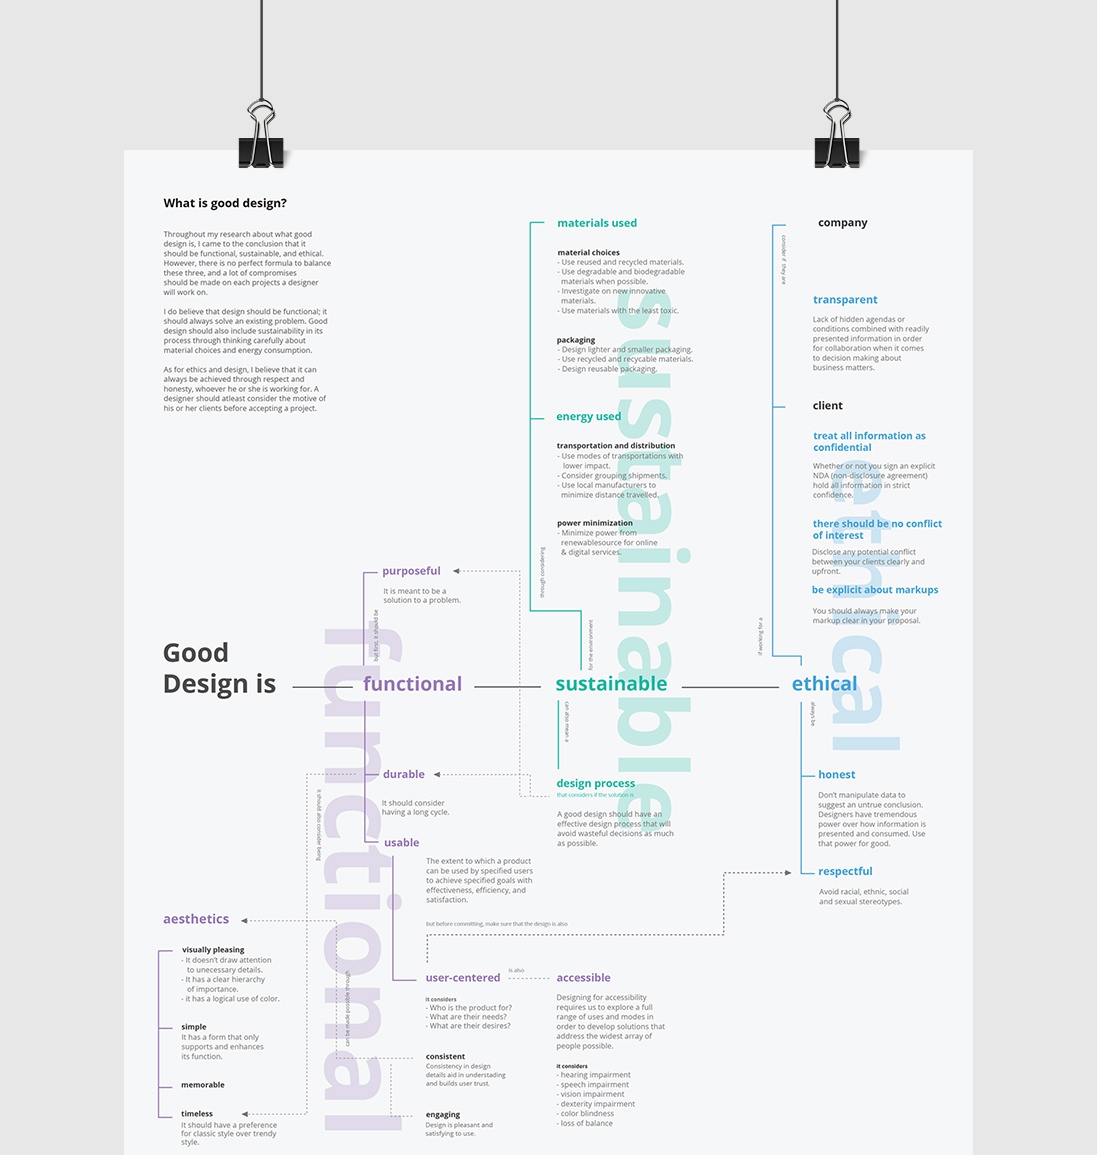 What is good design?
Throughout my research about what good
design is, I came to the conclusion that it
should be functional, sustainable, and ethical.
However, there is no perfect formula to balance
these three, and a lot of compromises
should be made on each projects a designer
will work on.
I do believe that design should be functional; it
should always solve an existing problem. Good
design should also include sustainability in its
process through thinking carefully about
material choices and energy consumption.
As for ethics and design, I believe that it can
always be achieved through respect and
honesty, whoever he or she is working for. A
designer should atleast consider the motive of
his or her clients before accepting a project.
materials used
material choices
- Use reused and recycled materials.
- Use degradable and biodegradable
materials when possible.
- Investigate on new innovative
materials.
- Use materials with the least toxic.
packaging
- Design lighter and smaller packaging.
- Use recycled and recycable materials.
- Design reusable packaging.
energy used
transportation and distribution
- Use modes of transportations with
lower impact.
- Consider grouping shipments.
- Use local manufacturers to
minimize distance travelled.
power minimization
- Minimize power from
renewablesource for online
& digital services.
through considering
for the environment
sustainable
company
consider if they are
transparent
Lack of hidden agendas or
conditions combined with readily
presented information in order
for collaboration when it comes
to decision making about
business matters.
client
treat all information as
confidential
Whether or not you sign an explicit
NDA (non-disclosure agreement)
hold all information in strict
confidence.
there should be no conflict
of interest
Disclose any potential conflict
between your clients clearly and
upfront.
be explicit about markups
You should always make your
markup clear in your proposal.
if working for a
ethical
purposeful
It is meant to be a
solution to a problem.
but first, it should be
Good
Design is
functional
sustainable
ethical
functional
can also mean a
always be
durable
It should consider
having a long cycle.
it should also consider being
design process
that considers if the solution is
A good design should have an
effective design process that will
avoid wasteful decisions as much
as possible.
honest
Don't manipulate data to
suggest an untrue conclusion.
Designers have tremendous
power over how information is
presented and consumed. Use
that power for good.
usable
The extent to which a product
can be used by specified users
to achieve specified goals with
effectiveness, efficiency, and
satisfaction.
respectful
Avoid racial, ethnic, social
and sexual stereotypes.
but before committing, make sure that the design is also
aesthetics
visually pleasing
- It doesn't draw attention
to unecessary details.
- It has a clear hierarchy
of importance.
- it has a logical use of color.
simple
It has a form that only
supports and enhances
its function.
memorable
timeless
It should have a preference
for classic style over trendy
style.
can be made possible through
user-centered
is also
accessible
it considers
- Who is the product for?
- What are their needs?
- What are their desires?
consistent
Consistency in design
details aid in understading
and builds user trust.
engaging
Design is pleasant and
satisfying to use.
Designing for accessibility
requires us to explore a full
range of uses and modes in
order to develop solutions that
address the widest array of
people possible.
it considers
- hearing impairment
- speech impairment
- vision impairment
- dexterity impairment
- color blindness
- loss of balance